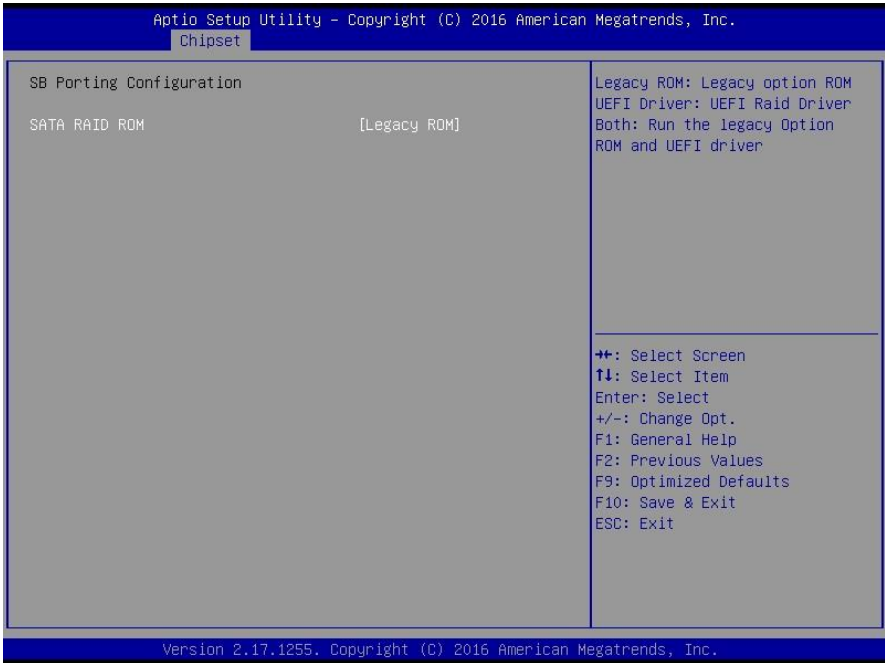 Aptio Setup Utility – Copyright (C) 2016 American Megatrends, Inc.
Chipset
SB Porting Configuration
SATA RAID ROM [Legacy ROM]
Legacy ROM: Legacy option ROM
UEFI Driver: UEFI Raid Driver
Both: Run the legacy Option
ROM and UEFI driver
→←: Select Screen
↑↓: Select Item
Enter: Select
+/-: Change Opt.
F1: General Help
F2: Previous Values
F9: Optimized Defaults
F10: Save & Exit
ESC: Exit
Version 2.17.1255. Copyright (C) 2016 American Megatrends, Inc.